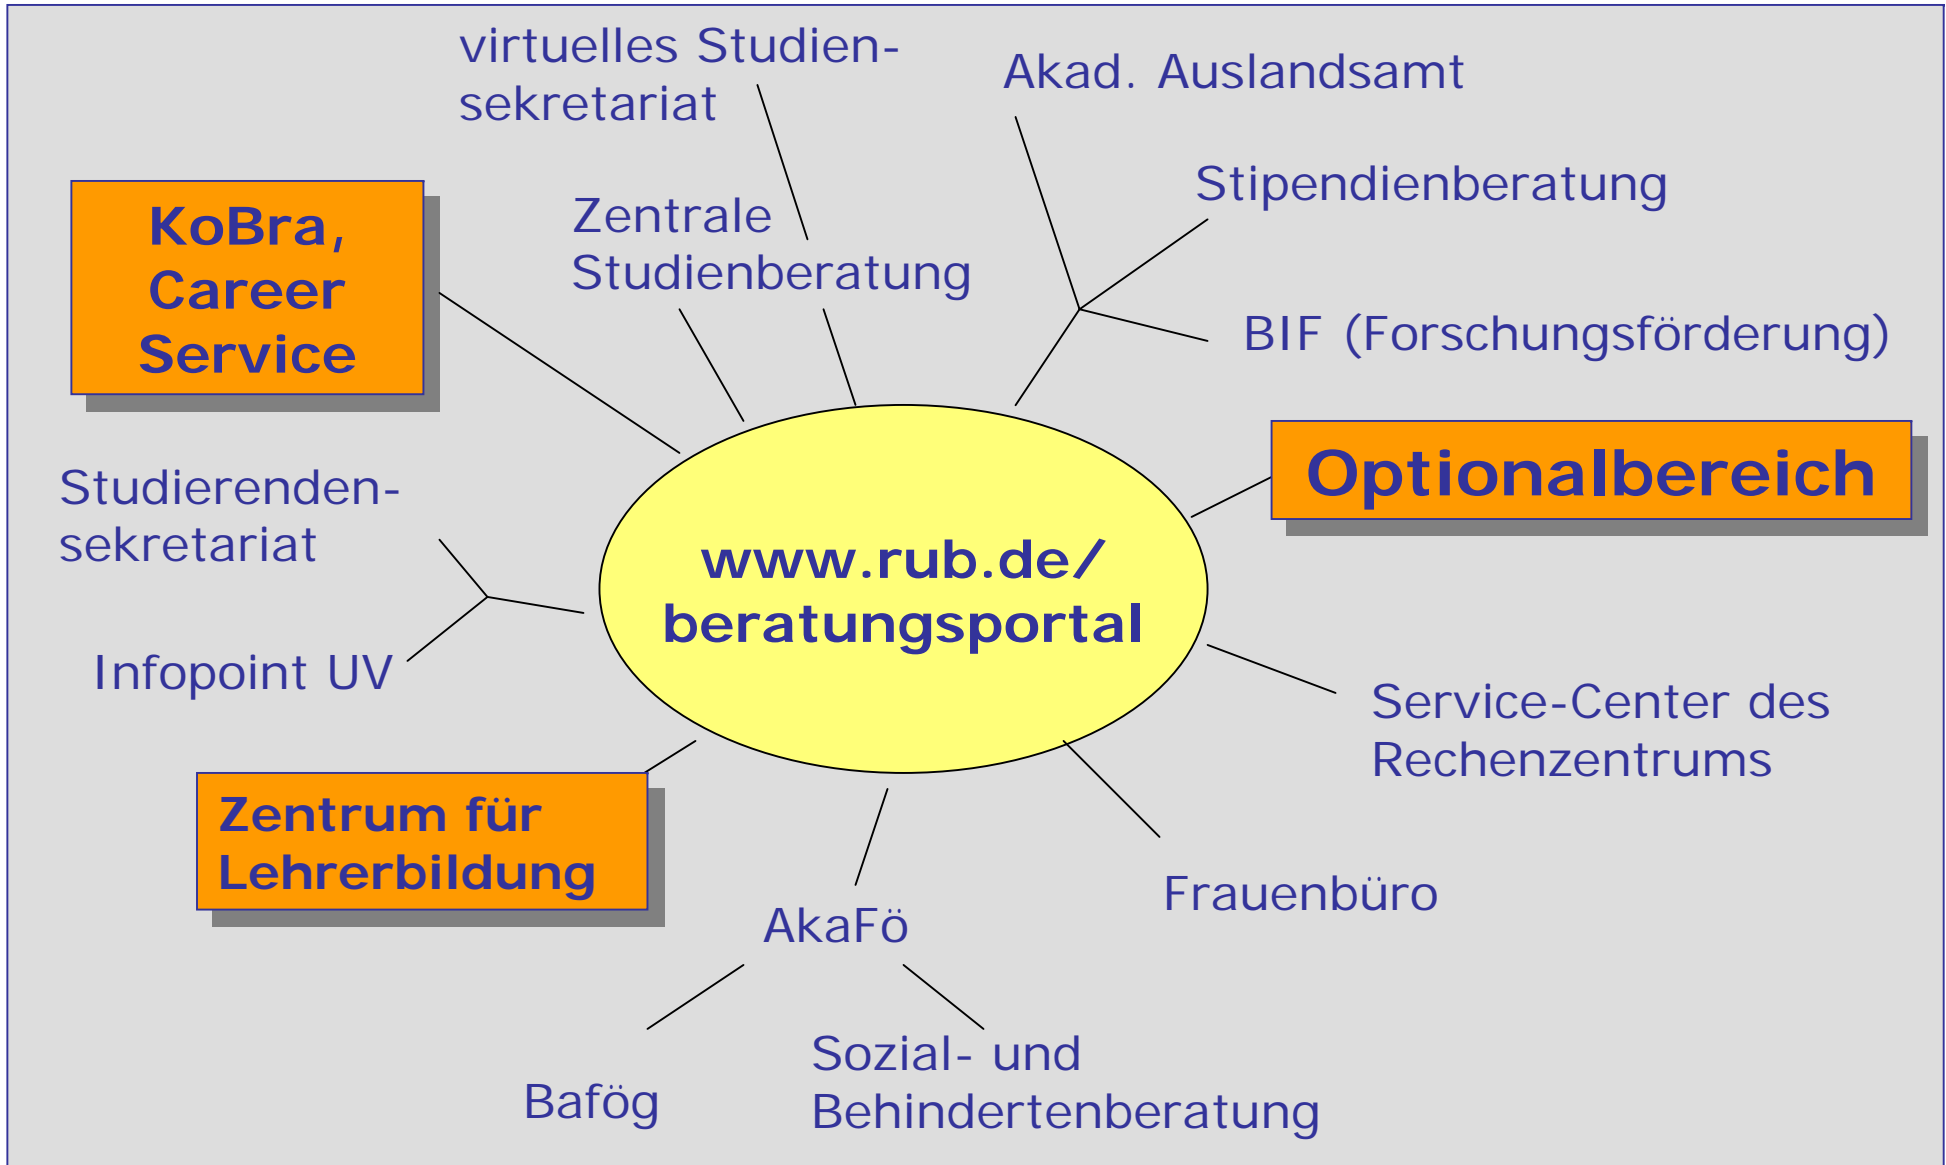 virtuelles Studien-
sekretariat
Akad. Auslandsamt
Stipendienberatung
Zentrale
Studienberatung
KoBra,
Career
Service
BIF (Forschungsförderung)
Optionalbereich
Studierenden-
sekretariat
www.rub.de/
beratungsportal
Infopoint UV
Service-Center des
Rechenzentrums
Zentrum für
Lehrerbildung
Frauenbüro
AkaFö
Bafög
Sozial- und
Behindertenberatung